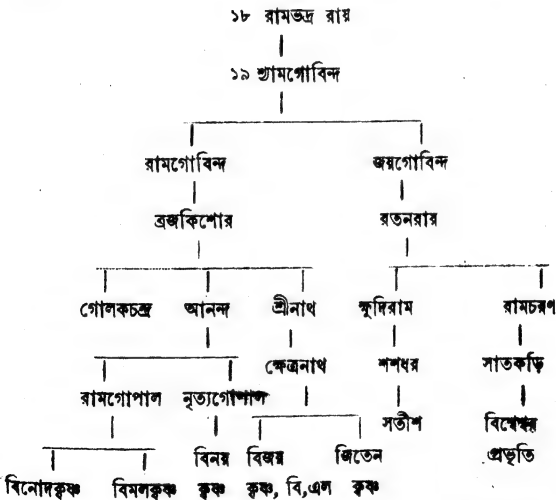 ১৮ রামভদ্র রায়
১৯ শ্যামগোবিন্দ
রামগোবিন্দ জয়গোবিন্দ
ব্রজকিশোর রতনরায়
গোলকচন্দ্র আনন্দ শ্রীনাথ ক্ষুদিরাম রামচরণ
ক্ষেত্রনাথ শশধর সাতকড়ি
রামগোপাল নৃত্যগোপাল
সতীশ বিশ্বেশ্বর
বিনয় বিজয় জিতেন প্রভৃতি
বিনোদকৃষ্ণ বিমলকৃষ্ণ কৃষ্ণ কৃষ্ণ, বি,এল কৃষ্ণ